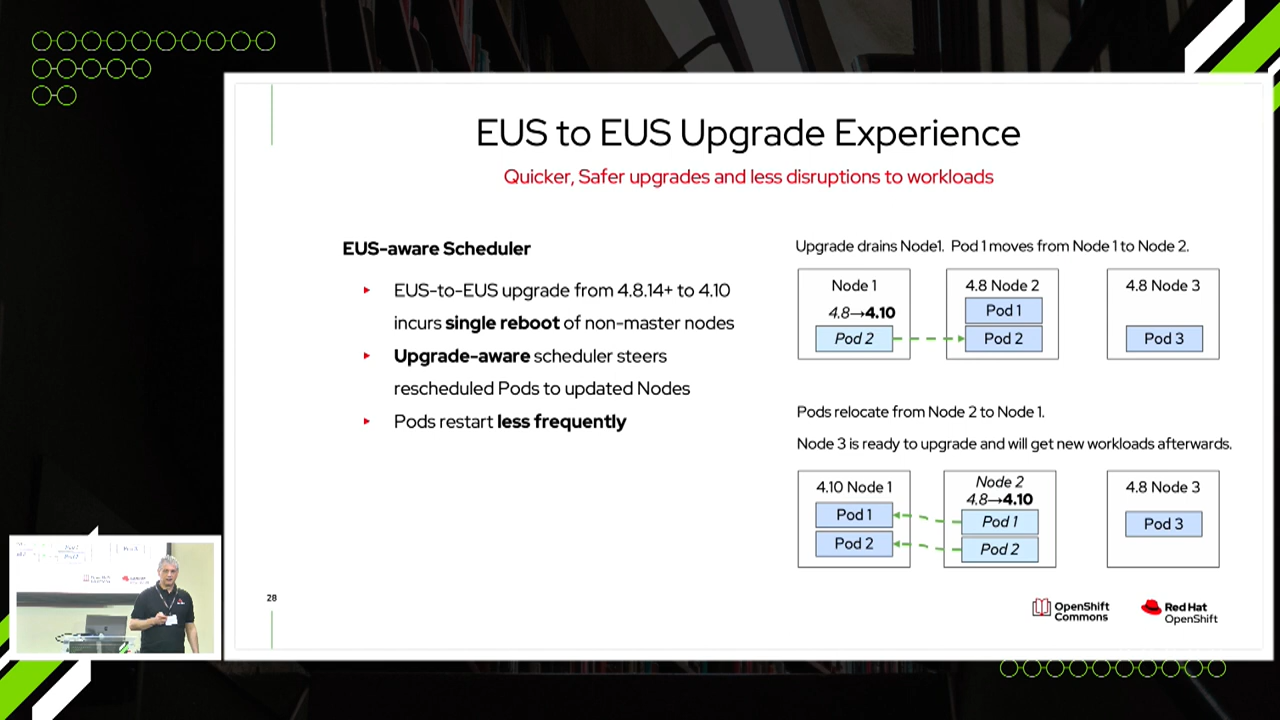 EUS to EUS Upgrade Experience
Quicker, Safer upgrades and less disruptions to workloads
EUS-aware Scheduler
EUS-to-EUS upgrade from 4.8.14+ to 4.10
incurs single reboot of non-master nodes
Upgrade-aware scheduler steers
rescheduled Pods to updated Nodes
Pods restart less frequently
Upgrade drains Node1. Pod 1 moves from Node 1 to Node 2.
Node 1
4.8→4.10
Pod 2
4.8 Node 2
Pod 1
Pod 2
4.8 Node 3
Pod 3
Pods relocate from Node 2 to Node 1.
Node 3 is ready to upgrade and will get new workloads afterwards.
4.10 Node 1
Pod 1
Pod 2
Node 2
4.8→4.10
Pod 1
Pod 2
4.8 Node 3
Pod 3
28
OpenShift
Commons
Red Hat
OpenShift